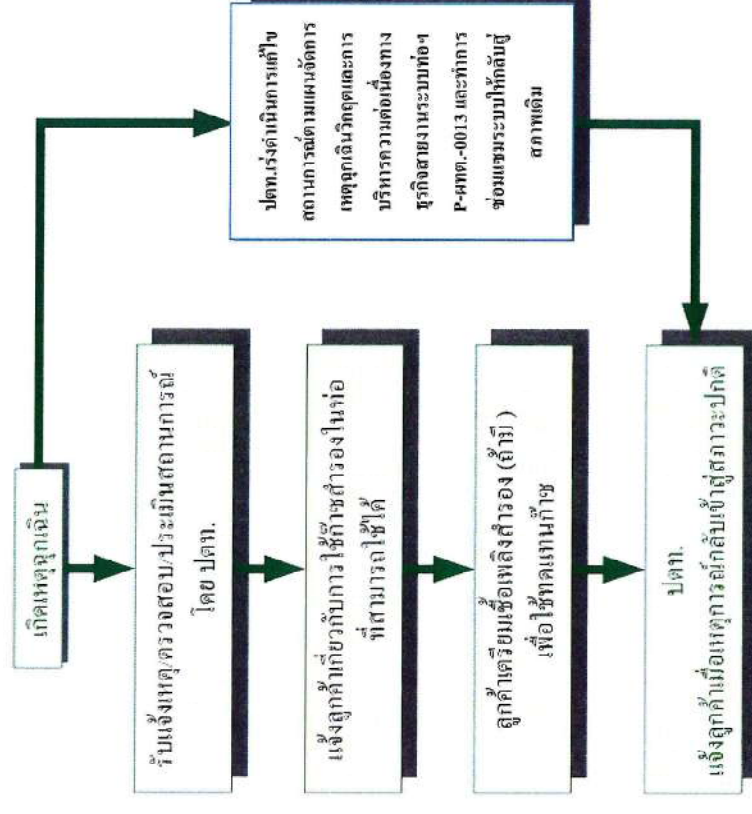 เกิดเหตุฉุกเฉิน
รับแจ้งเหตุ/ตรวจสอบ/ประเมินสถานการณ์
โดย ปตท.
แจ้งลูกค้าเกี่ยวกับการใช้ก๊าซสำรองในท่อ
ที่สามารถใช้ได้
ลูกค้าเตรียมเชื้อเพลิงสำรอง (ถ้ามี)
เพื่อใช้ทดแทนก๊าซ
ปตท.
แจ้งลูกค้าเมื่อเหตุการณ์กลับเข้าสู่สภาวะปกติ
ปตท.เร่งดำเนินการแก้ไข
สถานการณ์ตามแผนจัดการ
เหตุฉุกเฉินวิกฤตและการ
บริหารความต่อเนื่องทาง
ธุรกิจสายงานระบบท่อฯ
P-ผทต.-0013 และทำการ
ซ่อมแซมระบบให้กลับสู่
สภาพเดิม